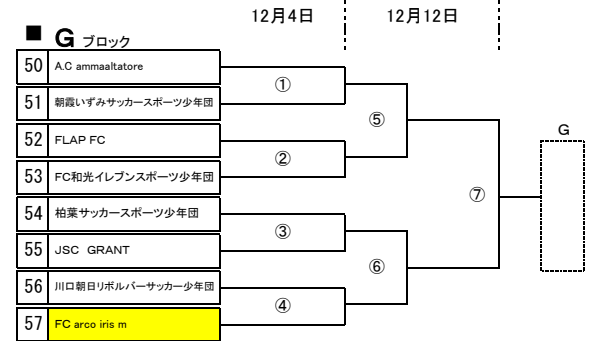 12月4日 12月12日
■ G ブロック
50 A.C ammaaltatore
①
51 朝霞いずみサッカースポーツ少年団
⑤
G
52 FLAP FC
②
53 FC和光イレブンスポーツ少年団
⑦
54 柏葉サッカースポーツ少年団
③
55 JSC GRANT
⑥
56 川口朝日リボルバーサッカー少年団
④
57 FC arco iris m